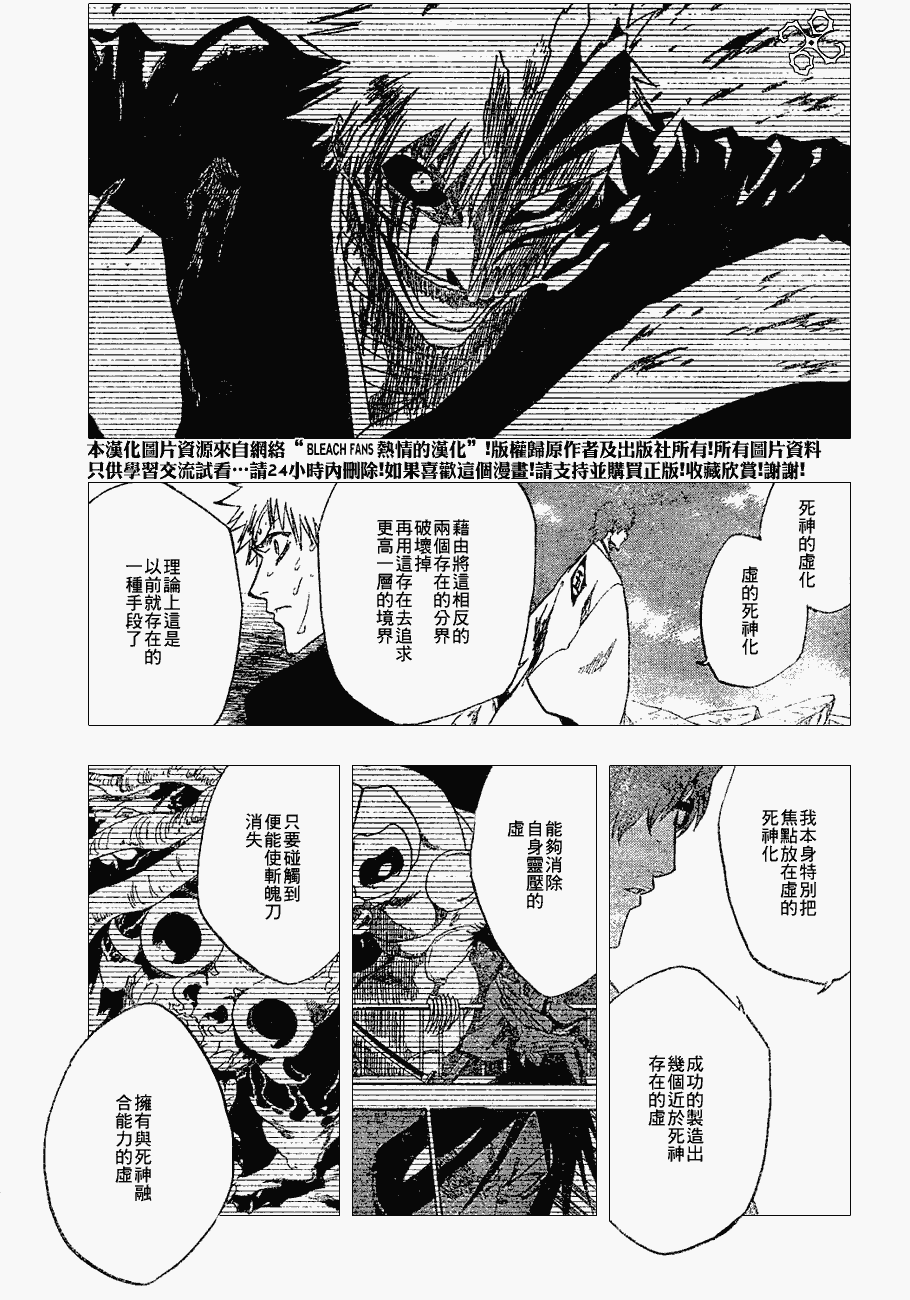 本漢化圖片資源來自網絡“BLEACH FANS熱情的漢化”!版權歸原作者及出版社所有!所有圖片資料
只供學習交流試看…請24小時內刪除!如果喜歡這個漫畫!請支持並購買正版!收藏欣賞!謝謝!
死神的虛化
虛的死神化
藉由將這相反的
兩個存在的分界
破壞掉
再用這存在去追求
更高一層的境界
理論上這是
以前就存在的
一種手段了
我本身特別把
焦點放在虛的
死神化
成功的製造出
幾個近於死神
存在的虛
能夠消除
自身靈壓的
虛
只要碰觸到
便能使斬魄刀
消失
擁有與死神融
合能力的虛